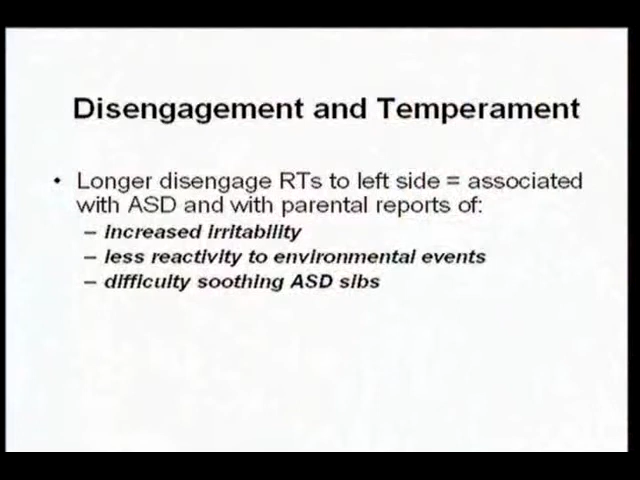 Disengagement and Temperament
• Longer disengage RTs to left side = associated
with ASD and with parental reports of:
– increased irritability
– less reactivity to environmental events
– difficulty soothing ASD sibs